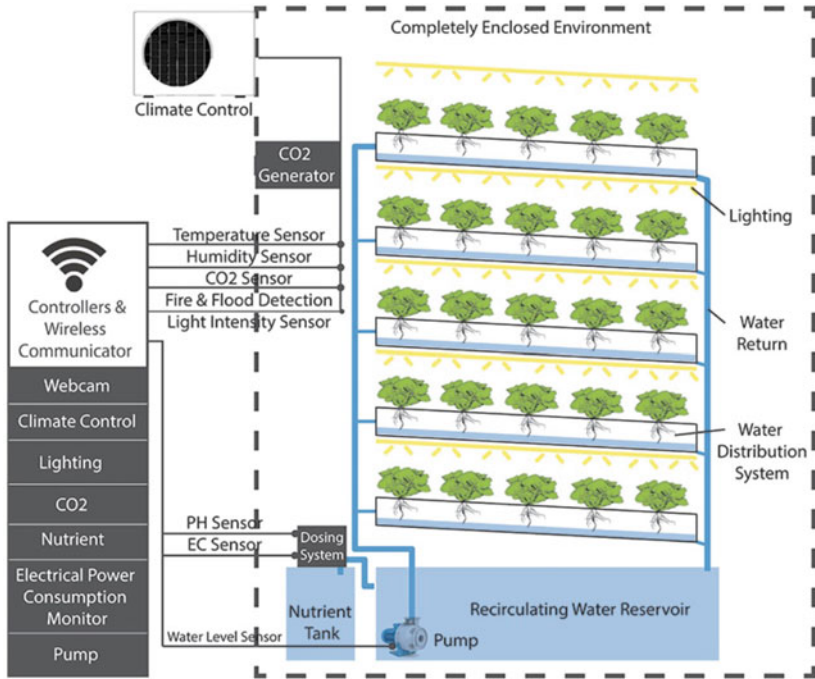 Completely Enclosed Environment
Climate Control
CO2
Generator
Lighting
Temperature Sensor
Humidity Sensor
CO2 Sensor
Fire & Flood Detection
Light Intensity Sensor
Controllers &
Wireless
Communicator
Water
Return
Webcam
Climate Control
Lighting
CO2
Nutrient
Electrical Power
Consumption
Monitor
Pump
Water
Distribution
System
PH Sensor
EC Sensor
Dosing
System
Nutrient
Tank
Water Level Sensor
Pump
Recirculating Water Reservoir